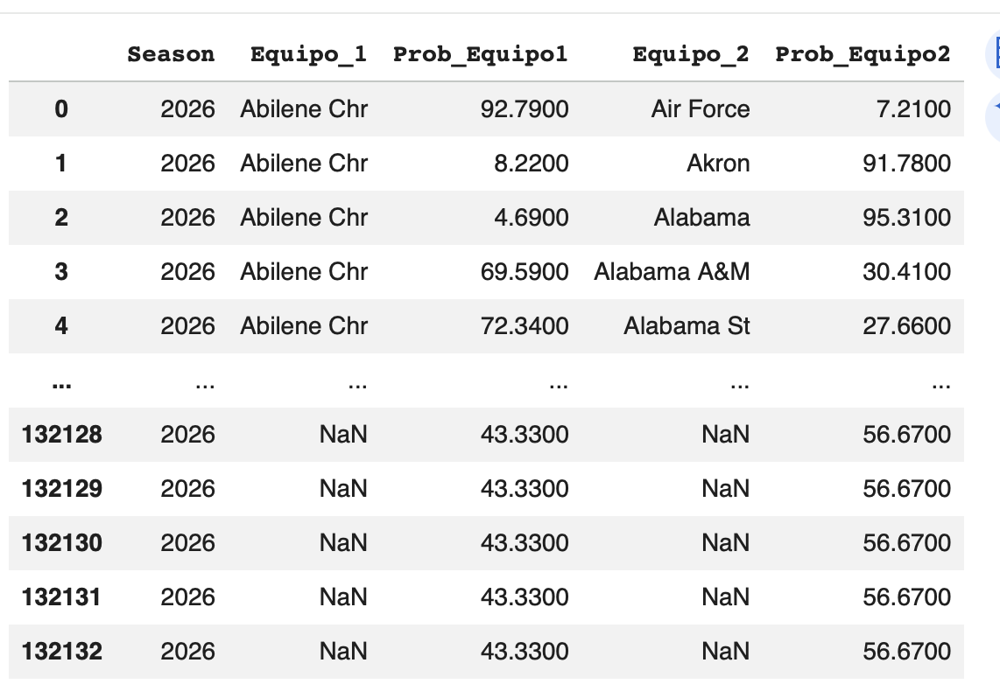 Season Equipo_1 Prob_Equipo1 Equipo_2 Prob_Equipo2
0 2026 Abilene Chr 92.7900 Air Force 7.2100
1 2026 Abilene Chr 8.2200 Akron 91.7800
2 2026 Abilene Chr 4.6900 Alabama 95.3100
3 2026 Abilene Chr 69.5900 Alabama A&M 30.4100
4 2026 Abilene Chr 72.3400 Alabama St 27.6600
... ... ... ... ... ...
132128 2026 NaN 43.3300 NaN 56.6700
132129 2026 NaN 43.3300 NaN 56.6700
132130 2026 NaN 43.3300 NaN 56.6700
132131 2026 NaN 43.3300 NaN 56.6700
132132 2026 NaN 43.3300 NaN 56.6700